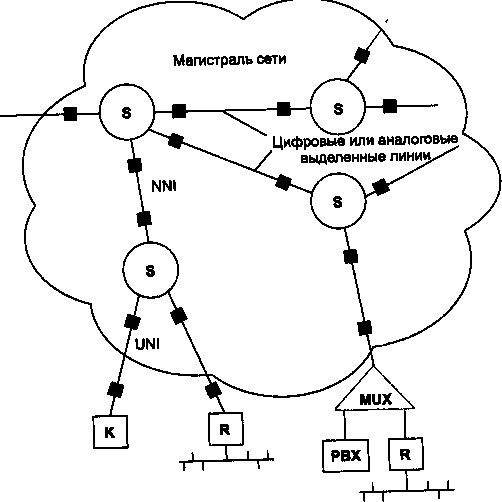 Магистраль сети
S
S
Цифровые или аналоговые
выделенные линии
NNI
S
S
UNI
MUX
K
R
PBX
R